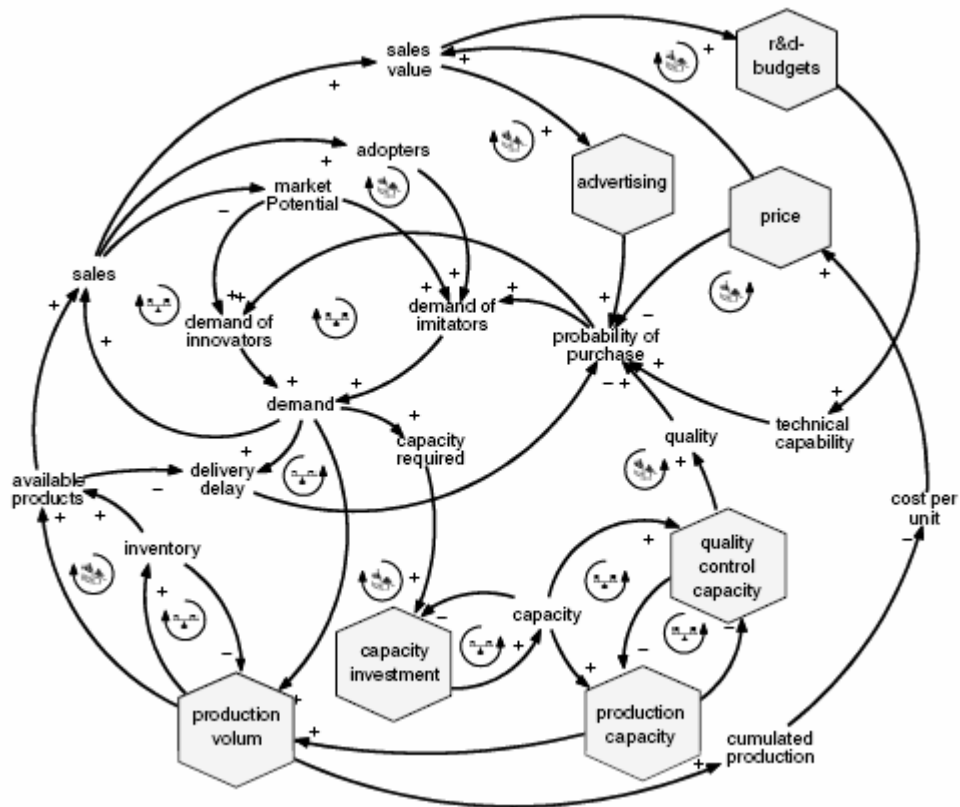 sales
value
r&d-
budgets
adopters
market
Potential
advertising
price
sales
demand of
innovators
demand of
imitators
probability of
purchase
demand
capacity
required
quality
technical
capability
available
products
delivery
delay
cost per
unit
inventory
quality
control
capacity
capacity
capacity
investment
production
volum
production
capacity
cumulated
production